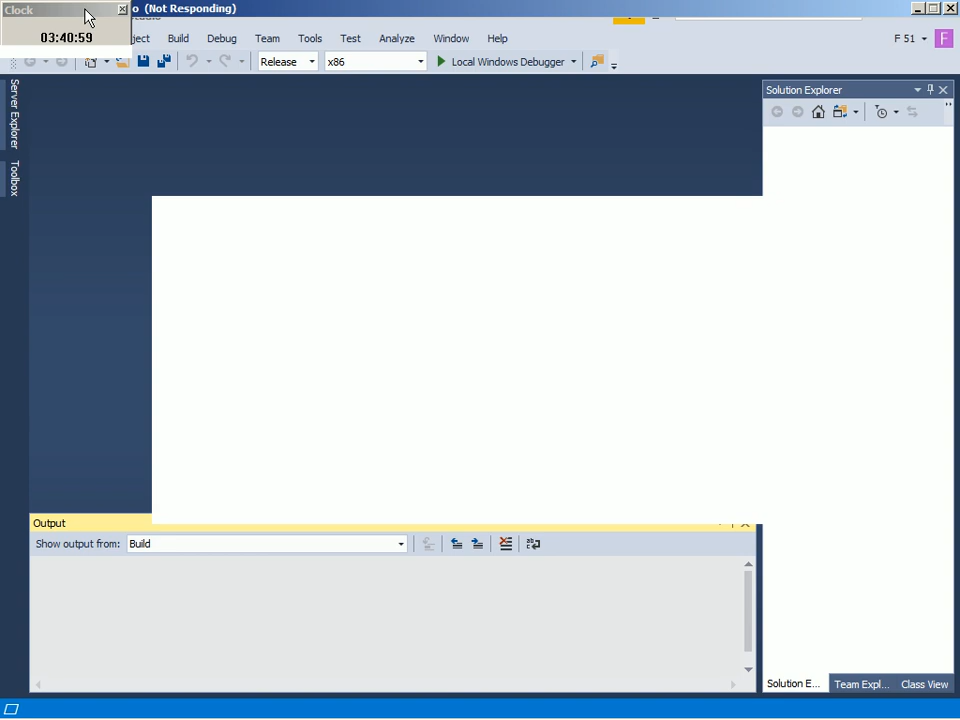 Clock
o (Not Responding)
03:40:59
ject Build Debug Team Tools Test Analyze Window Help
F 51 F
Release x86 Local Windows Debugger
Server Explorer
Toolbox
Solution Explorer
Output
Show output from: Build
Solution E... Team Expl... Class View